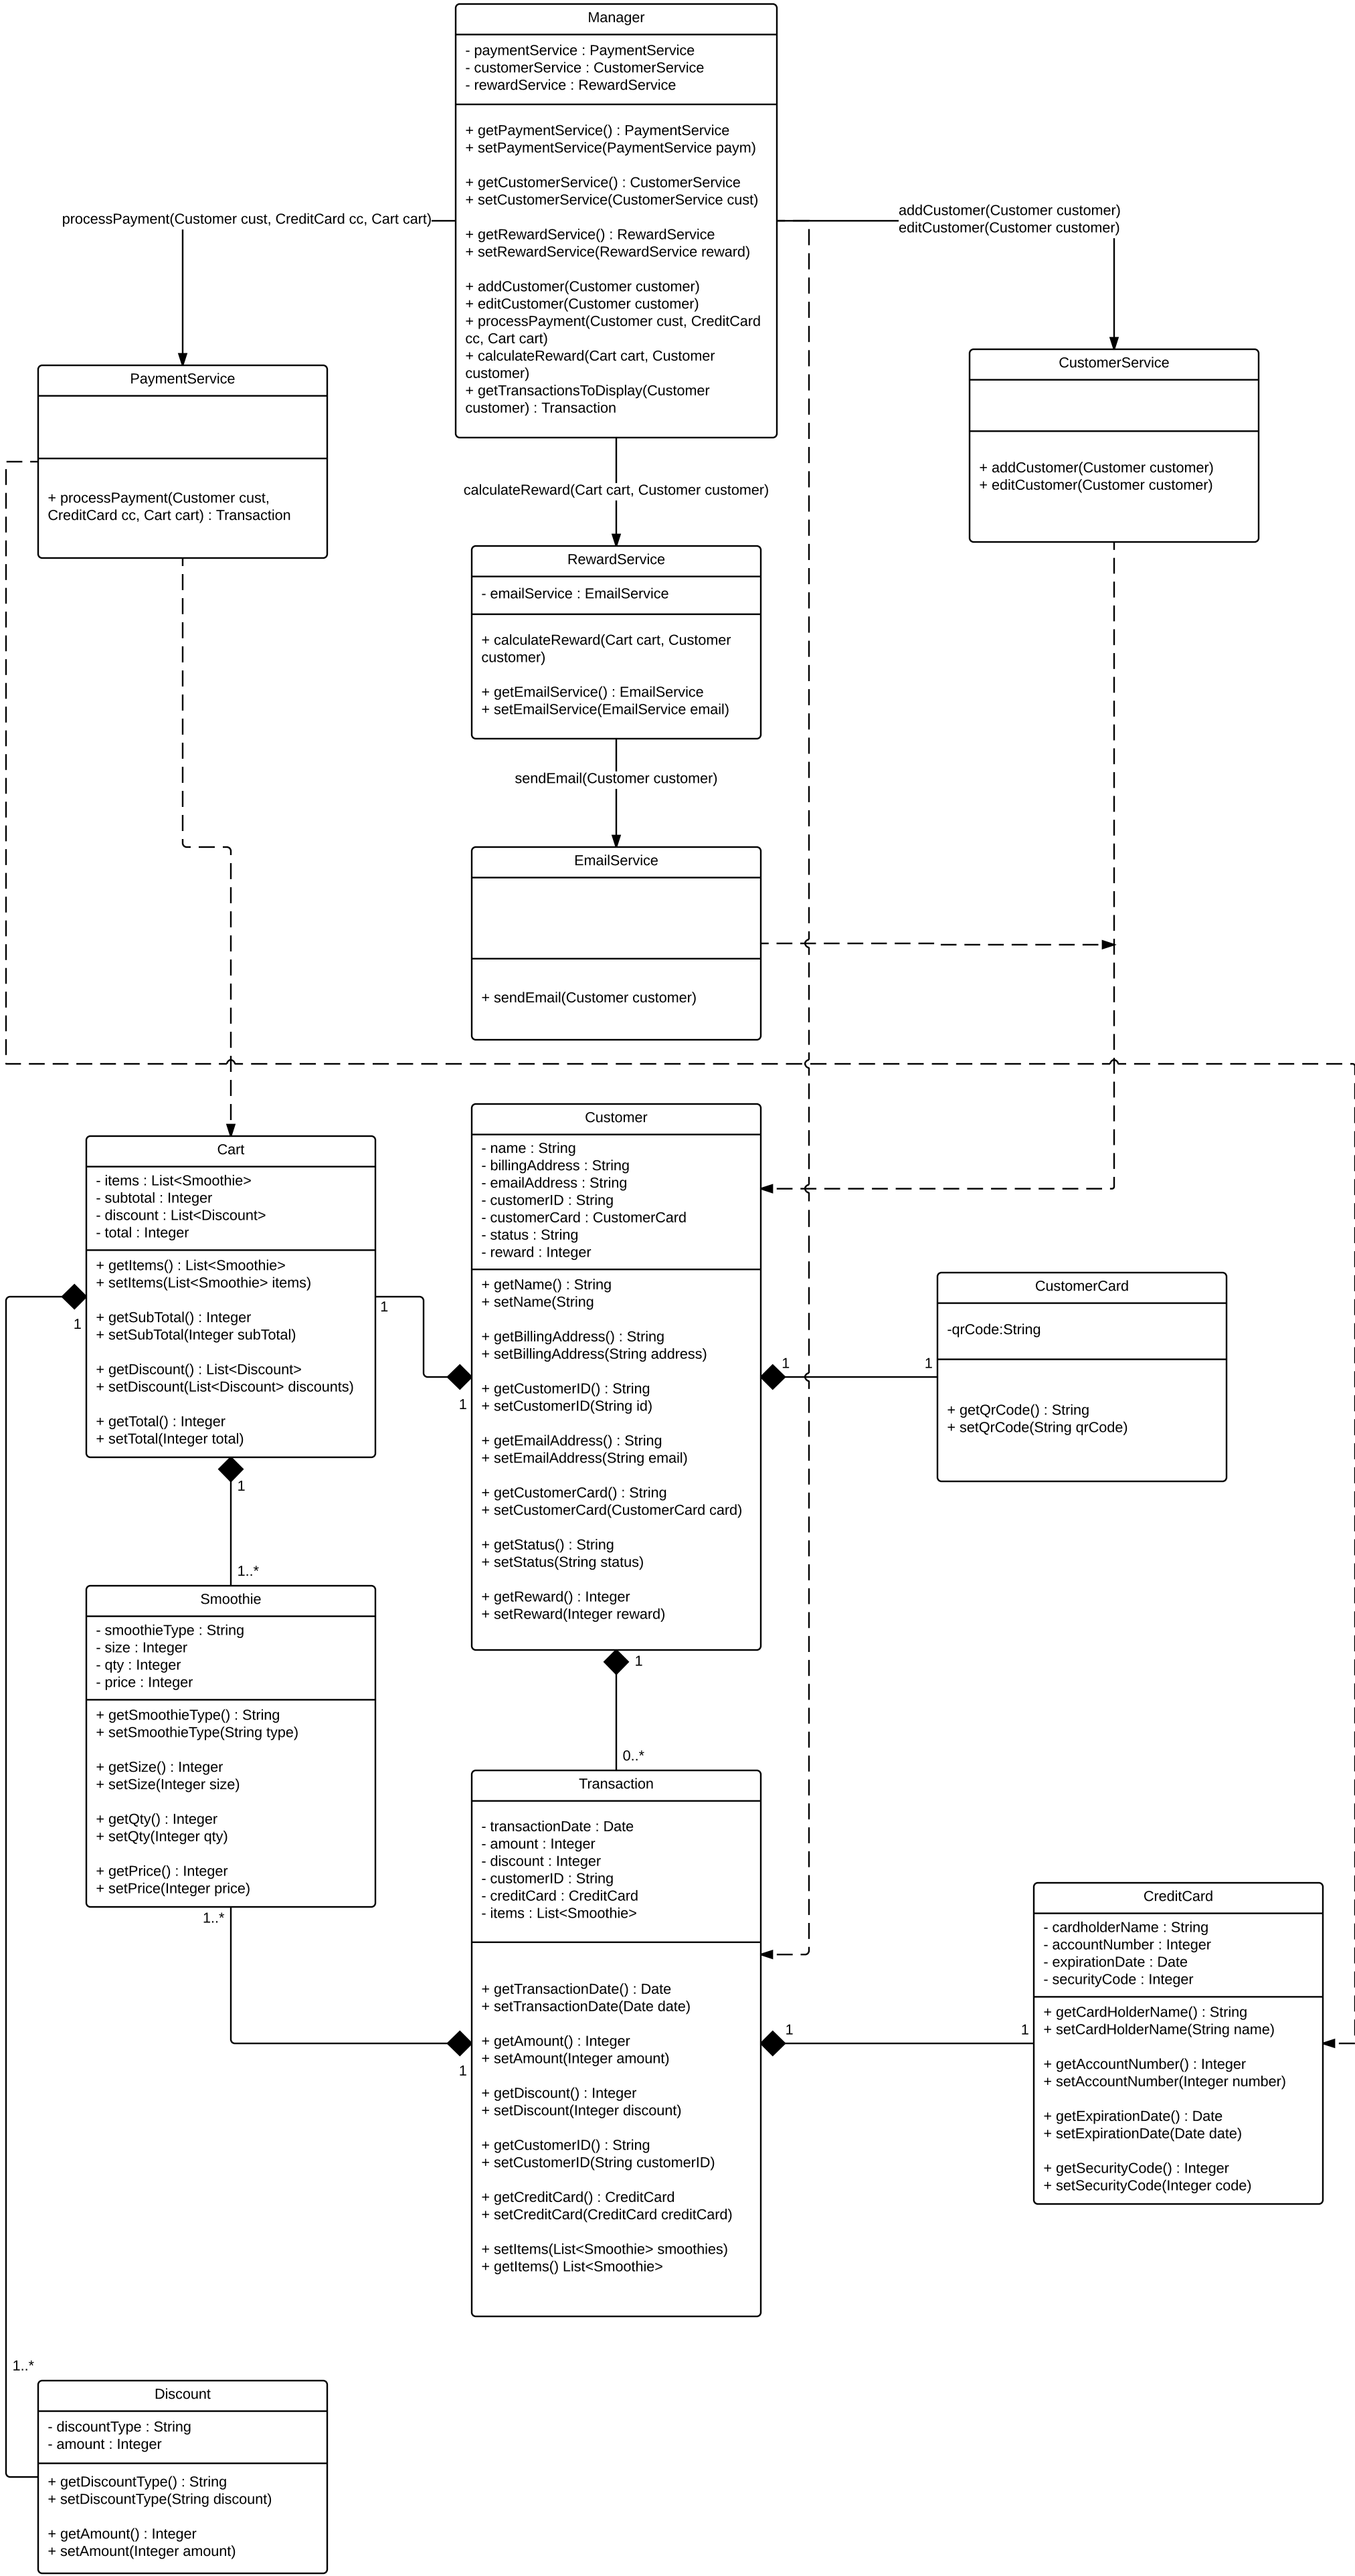 Manager
- paymentService : PaymentService
- customerService : CustomerService
- rewardService : RewardService
+ getPaymentService() : PaymentService
+ setPaymentService(PaymentService paym)
+ getCustomerService() : CustomerService
+ setCustomerService(CustomerService cust)
+ getRewardService() : RewardService
+ setRewardService(RewardService reward)
+ addCustomer(Customer customer)
+ editCustomer(Customer customer)
+ processPayment(Customer cust, CreditCard
cc, Cart cart)
+ calculateReward(Cart cart, Customer
customer)
+ getTransactionsToDisplay(Customer
customer) : Transaction
processPayment(Customer cust, CreditCard cc, Cart cart)
addCustomer(Customer customer)
editCustomer(Customer customer)
PaymentService
+ processPayment(Customer cust,
CreditCard cc, Cart cart) : Transaction
CustomerService
+ addCustomer(Customer customer)
+ editCustomer(Customer customer)
calculateReward(Cart cart, Customer customer)
RewardService
- emailService : EmailService
+ calculateReward(Cart cart, Customer
customer)
+ getEmailService() : EmailService
+ setEmailService(EmailService email)
sendEmail(Customer customer)
EmailService
+ sendEmail(Customer customer)
Cart
- items : List<Smoothie>
- subtotal : Integer
- discount : List<Discount>
- total : Integer
+ getItems() : List<Smoothie>
+ setItems(List<Smoothie> items)
+ getSubTotal() : Integer
+ setSubTotal(Integer subTotal)
+ getDiscount() : List<Discount>
+ setDiscount(List<Discount> discounts)
+ getTotal() : Integer
+ setTotal(Integer total)
1
1
1
1
1..*
Customer
- name : String
- billingAddress : String
- emailAddress : String
- customerID : String
- customerCard : CustomerCard
- status : String
- reward : Integer
+ getName() : String
+ setName(String
+ getBillingAddress() : String
+ setBillingAddress(String address)
+ getCustomerID() : String
+ setCustomerID(String id)
+ getEmailAddress() : String
+ setEmailAddress(String email)
+ getCustomerCard() : String
+ setCustomerCard(CustomerCard card)
+ getStatus() : String
+ setStatus(String status)
+ getReward() : Integer
+ setReward(Integer reward)
1
1
CustomerCard
-qrCode:String
+ getQrCode() : String
+ setQrCode(String qrCode)
1
0..*
Smoothie
- smoothieType : String
- size : Integer
- qty : Integer
- price : Integer
+ getSmoothieType() : String
+ setSmoothieType(String type)
+ getSize() : Integer
+ setSize(Integer size)
+ getQty() : Integer
+ setQty(Integer qty)
+ getPrice() : Integer
+ setPrice(Integer price)
1..*
1
Transaction
- transactionDate : Date
- amount : Integer
- discount : Integer
- customerID : String
- creditCard : CreditCard
- items : List<Smoothie>
+ getTransactionDate() : Date
+ setTransactionDate(Date date)
+ getAmount() : Integer
+ setAmount(Integer amount)
+ getDiscount() : Integer
+ setDiscount(Integer discount)
+ getCustomerID() : String
+ setCustomerID(String customerID)
+ getCreditCard() : CreditCard
+ setCreditCard(CreditCard creditCard)
+ setItems(List<Smoothie> smoothies)
+ getItems() List<Smoothie>
1
1
CreditCard
- cardholderName : String
- accountNumber : Integer
- expirationDate : Date
- securityCode : Integer
+ getCardHolderName() : String
+ setCardHolderName(String name)
+ getAccountNumber() : Integer
+ setAccountNumber(Integer number)
+ getExpirationDate() : Date
+ setExpirationDate(Date date)
+ getSecurityCode() : Integer
+ setSecurityCode(Integer code)
1..*
Discount
- discountType : String
- amount : Integer
+ getDiscountType() : String
+ setDiscountType(String discount)
+ getAmount() : Integer
+ setAmount(Integer amount)